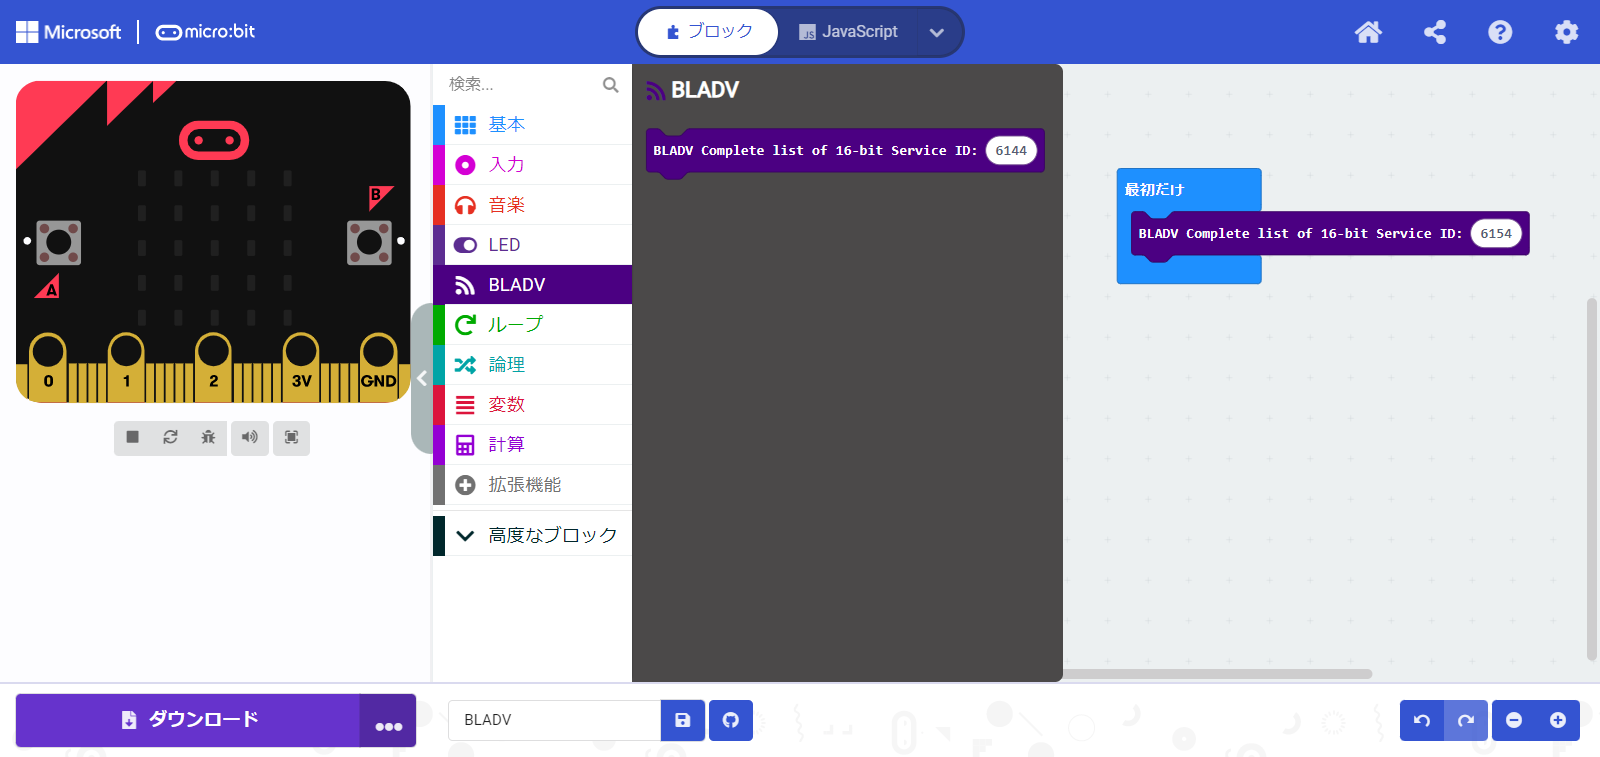 Microsoft micro:bit
ブロック
JS JavaScript
B
A
0 1 2 3V GND
検索...
基本
入力
音楽
LED
BLADV
ループ
論理
変数
計算
拡張機能
高度なブロック
BLADV
BLADV Complete list of 16-bit Service ID: 6144
最初だけ
BLADV Complete list of 16-bit Service ID: 6154
ダウンロード
BLADV